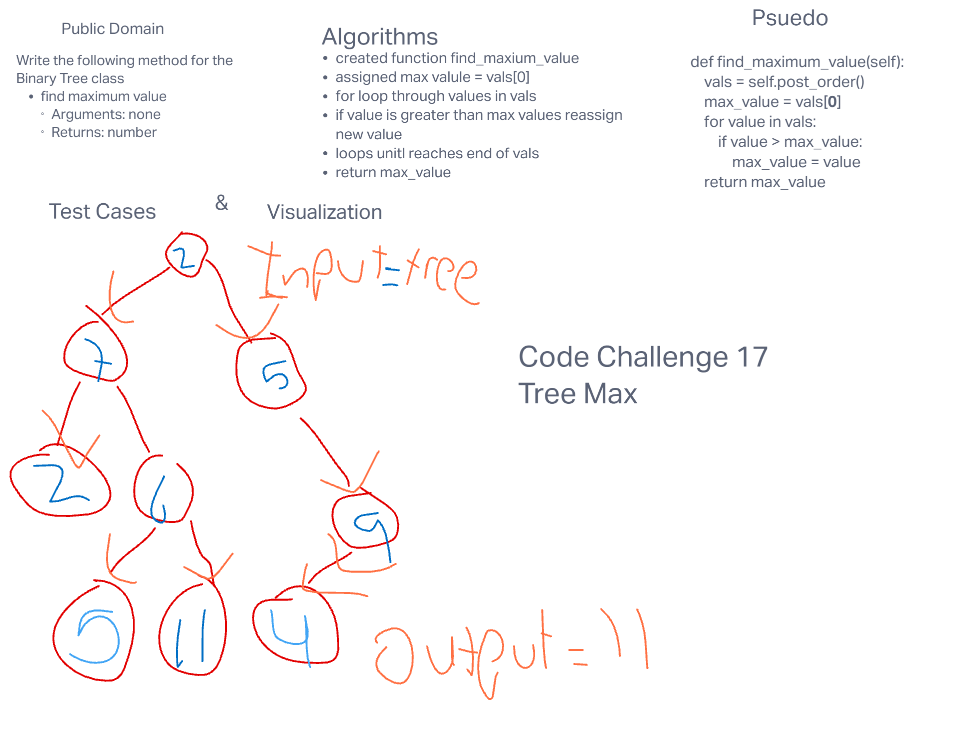 Public Domain
Write the following method for the
Binary Tree class
• find maximum value
◦ Arguments: none
◦ Returns: number
Algorithms
• created function find_maxium_value
• assigned max valule = vals[0]
• for loop through values in vals
• if value is greater than max values reassign
new value
• loops unitl reaches end of vals
• return max_value
Psuedo
def find_maximum_value(self):
vals = self.post_order()
max_value = vals[0]
for value in vals:
if value > max_value:
max_value = value
return max_value
Test Cases & Visualization
Input=tree
2
7
5
2
6
9
5
11
4
Output = 11
Code Challenge 17
Tree Max